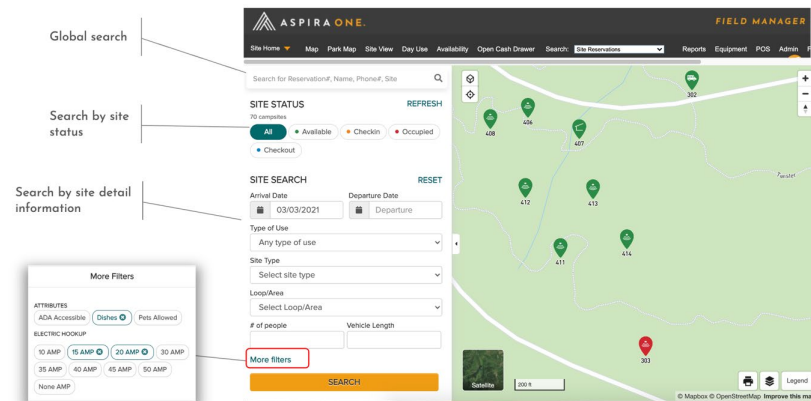 Global search
Search by site
status
Search by site detail
information
ASPIRA ONE.
FIELD MANAGER
Site Home Map Park Map Site View Day Use Availability Open Cash Drawer Search: Site Reservations Reports Equipment POS Admin
Search for Reservation#, Name, Phone#, Site
SITE STATUS REFRESH
70 campsites
All Available Checkin Occupied
Checkout
SITE SEARCH RESET
Arrival Date Departure Date
03/03/2021 Departure
Type of Use
Any type of use
Site Type
Select site type
Loop/Area
Select Loop/Area
# of people Vehicle Length
More filters
SEARCH
More Filters
ATTRIBUTES
ADA Accessible Dishes Pets Allowed
ELECTRIC HOOKUP
10 AMP 15 AMP 20 AMP 30 AMP
35 AMP 40 AMP 45 AMP 50 AMP
None AMP
302
406
408
407
412
413
414
411
303
Satellite
200 ft
Legend
© Mapbox © OpenStreetMap Improve this